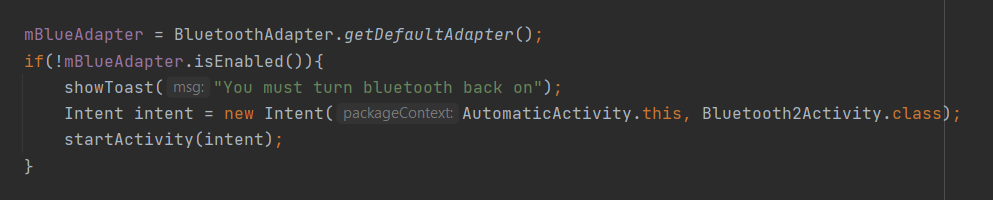 mBlueAdapter = BluetoothAdapter.getDefaultAdapter();
if(!mBlueAdapter.isEnabled()){
showToast( msg: "You must turn bluetooth back on");
Intent intent = new Intent( packageContext: AutomaticActivity.this, Bluetooth2Activity.class);
startActivity(intent);
}